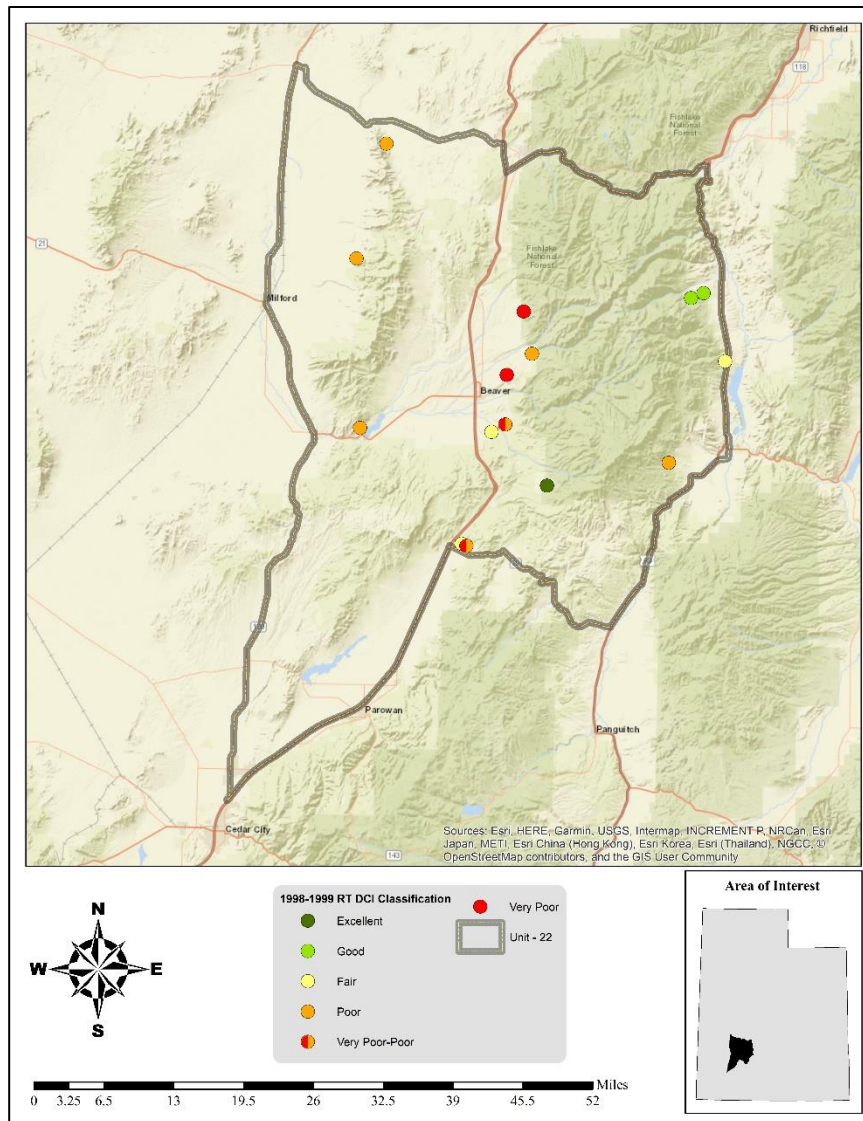 Richfield
118
Fishlake
National
Forest
21
Fishlake
National
Forest
Milford
Beaver
Parowan
Panguitch
Cedar City
143
Sources: Esri, HERE, Garmin, USGS, Intermap, INCREMENT P, NRCan, Esri
Japan, METI, Esri China (Hong Kong), Esri Korea, Esri (Thailand), NGCC, ©
OpenStreetMap contributors, and the GIS User Community
N
W E
S
1998-1999 RT DCI Classification
Excellent
Good
Fair
Poor
Very Poor-Poor
Very Poor
Unit - 22
Area of Interest
Miles
0 3.25 6.5 13 19.5 26 32.5 39 45.5 52